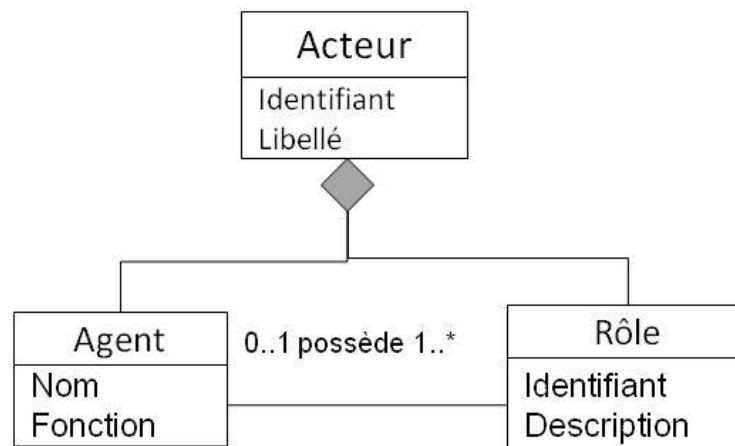 Acteur
Identifiant
Libellé
Agent
Nom
Fonction
0..1 possède 1..*
Rôle
Identifiant
Description